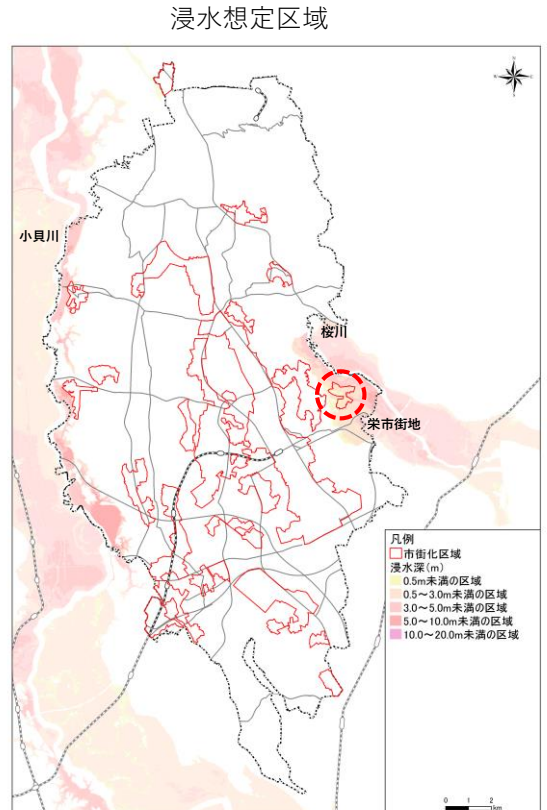 浸水想定区域
小貝川
桜川
栄市街地
凡例
市街化区域
浸水深(m)
0.5m未満の区域
0.5～3.0m未満の区域
3.0～5.0m未満の区域
5.0～10.0m未満の区域
10.0～20.0m未満の区域
0 1 2
km